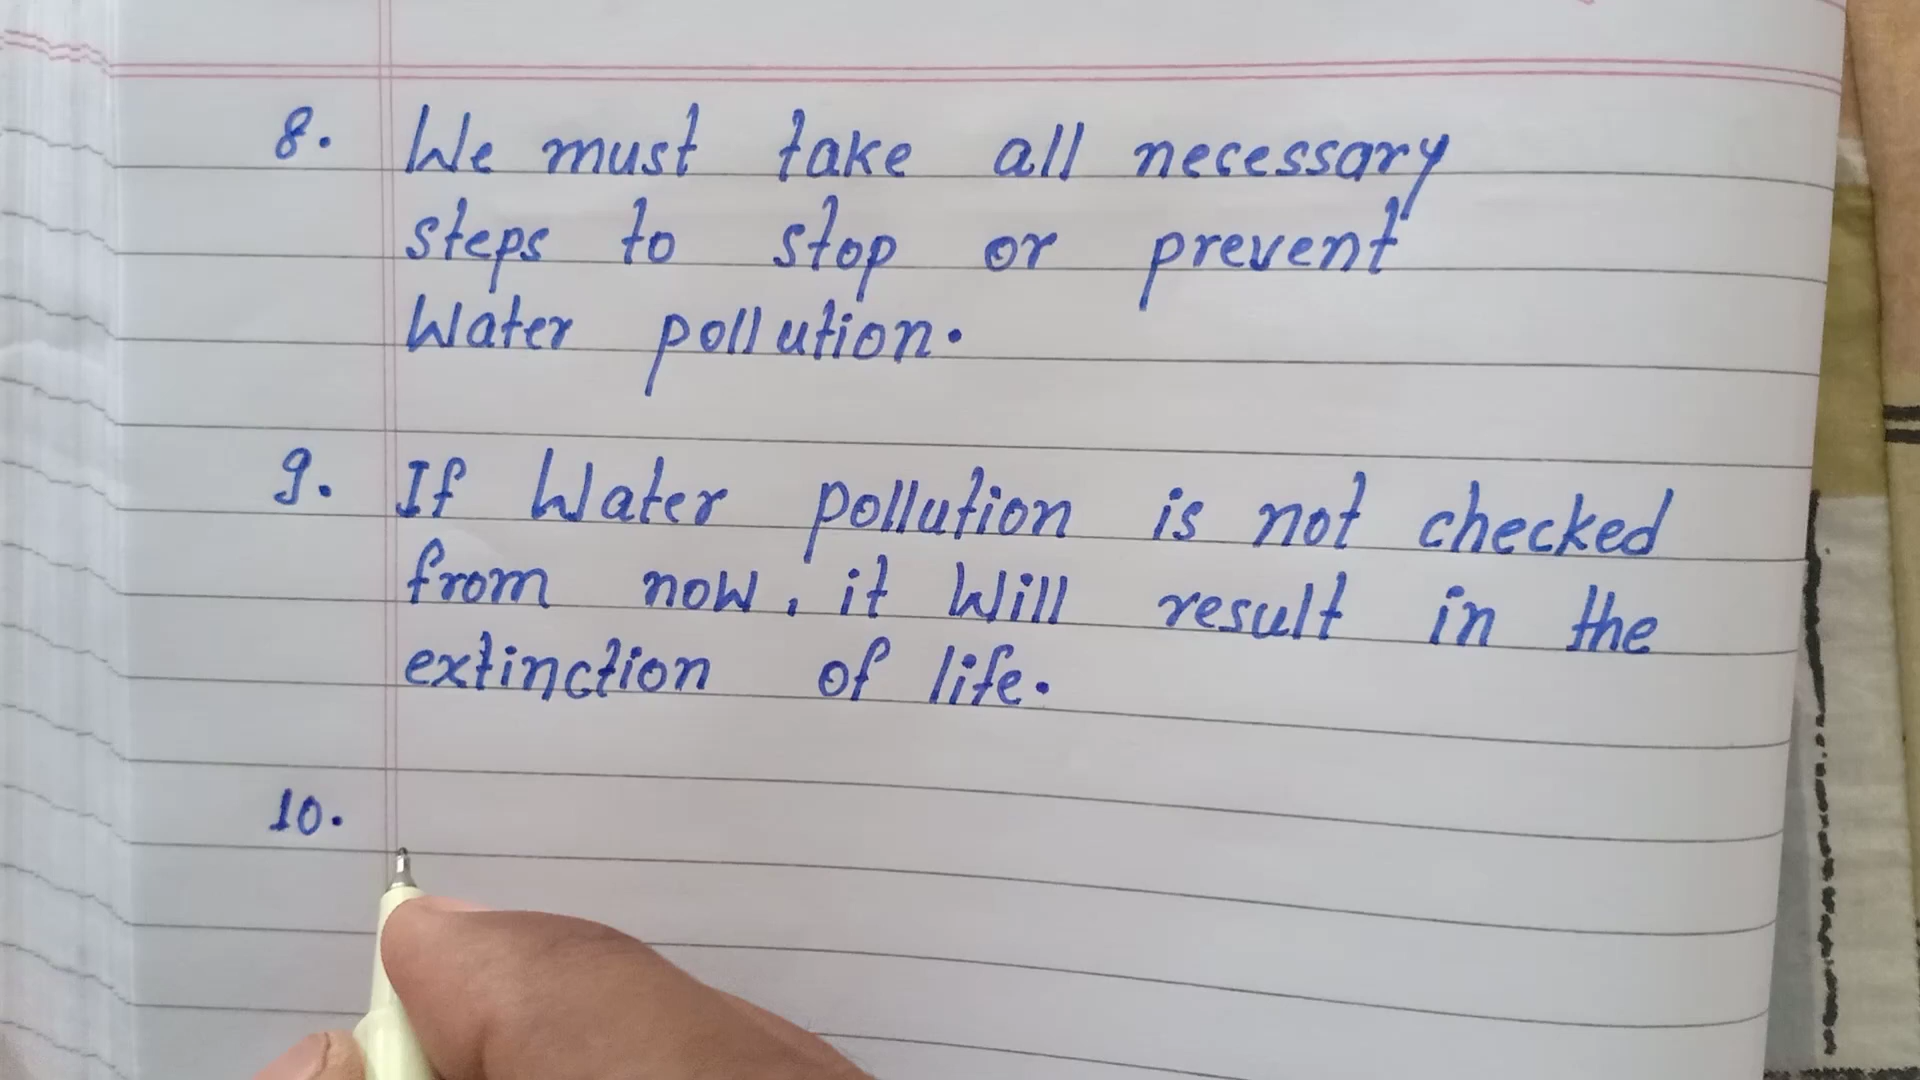 8. We must take all necessary
steps to stop or prevent
Water pollution.
9. If Water pollution is not checked
from now, it Will result in the
extinction of life.
10.